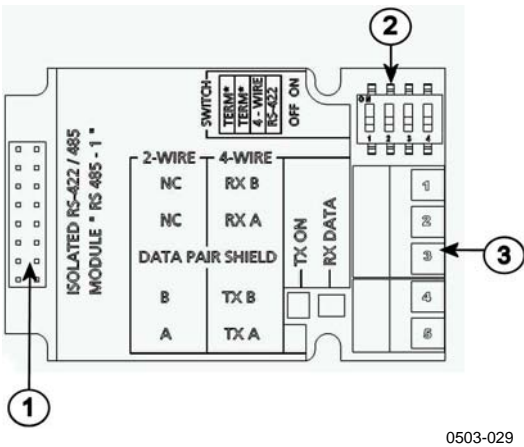 2
SWITCH
TERM*
TERM*
4 - WIRE
RS-422
OFF ON
ON
1 2 3 4
ISOLATED RS-422 / 485
MODULE " RS 485 - 1 "
2-WIRE 4-WIRE
NC RX B
NC RX A
DATA PAIR SHIELD
B TX B
A TX A
TX ON
RX DATA
1
2
3
4
5
3
1
0503-029